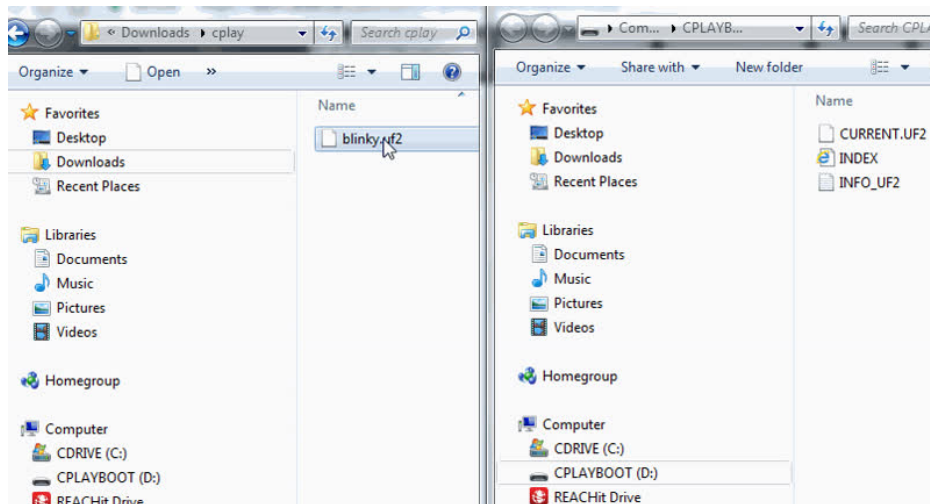 « Downloads cplay
Search cplay
Organize Open »
Favorites
Desktop
Downloads
Recent Places
Libraries
Documents
Music
Pictures
Videos
Homegroup
Computer
CDRIVE (C:)
CPLAYBOOT (D:)
REACHit Drive
Name
blinky.uf2
Com... CPLAYB...
Search CPLA
Organize Share with New folder
Favorites
Desktop
Downloads
Recent Places
Libraries
Documents
Music
Pictures
Videos
Homegroup
Computer
CDRIVE (C:)
CPLAYBOOT (D:)
REACHit Drive
Name
CURRENT.UF2
INDEX
INFO_UF2